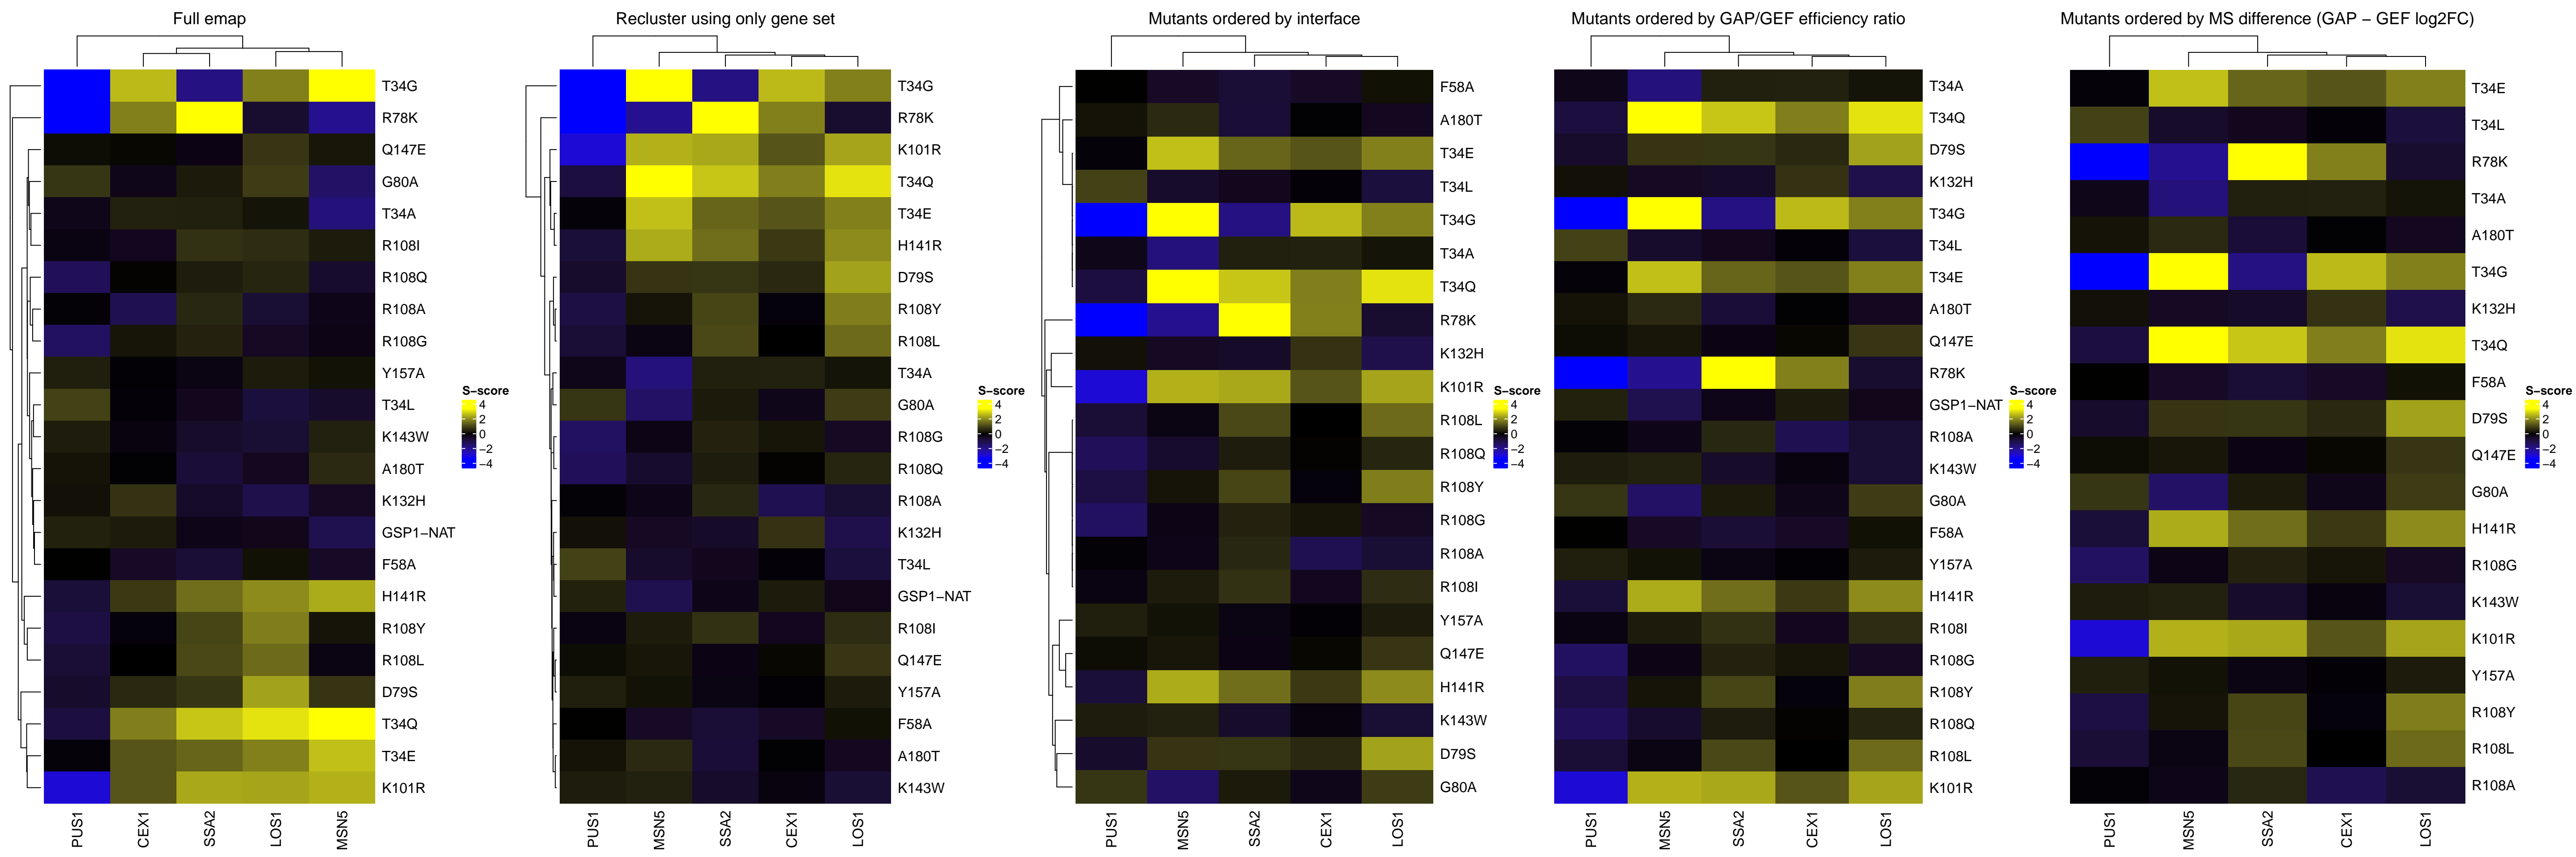 Full emap
T34G
R78K
Q147E
G80A
T34A
R108I
R108Q
R108A
R108G
Y157A
T34L
K143W
A180T
K132H
GSP1−NAT
F58A
H141R
R108Y
R108L
D79S
T34Q
T34E
K101R
PUS1
CEX1
SSA2
LOS1
MSN5
S−score
4
2
0
−2
−4
Recluster using only gene set
T34G
R78K
K101R
T34Q
T34E
H141R
D79S
R108Y
R108L
T34A
G80A
R108G
R108Q
R108A
K132H
T34L
GSP1−NAT
R108I
Q147E
Y157A
F58A
A180T
K143W
PUS1
MSN5
SSA2
CEX1
LOS1
S−score
4
2
0
−2
−4
Mutants ordered by interface
F58A
A180T
T34E
T34L
T34G
T34A
T34Q
R78K
K132H
K101R
R108L
R108Q
R108Y
R108G
R108A
R108I
Y157A
Q147E
H141R
K143W
D79S
G80A
PUS1
MSN5
SSA2
CEX1
LOS1
S−score
4
2
0
−2
−4
Mutants ordered by GAP/GEF efficiency ratio
T34A
T34Q
D79S
K132H
T34G
T34L
T34E
A180T
Q147E
R78K
GSP1−NAT
R108A
K143W
G80A
F58A
Y157A
H141R
R108I
R108G
R108Y
R108Q
R108L
K101R
PUS1
MSN5
SSA2
CEX1
LOS1
S−score
4
2
0
−2
−4
Mutants ordered by MS difference (GAP − GEF log2FC)
T34E
T34L
R78K
T34A
A180T
T34G
K132H
T34Q
F58A
D79S
Q147E
G80A
H141R
R108G
K143W
K101R
Y157A
R108Y
R108L
R108A
PUS1
MSN5
SSA2
CEX1
LOS1
S−score
4
2
0
−2
−4